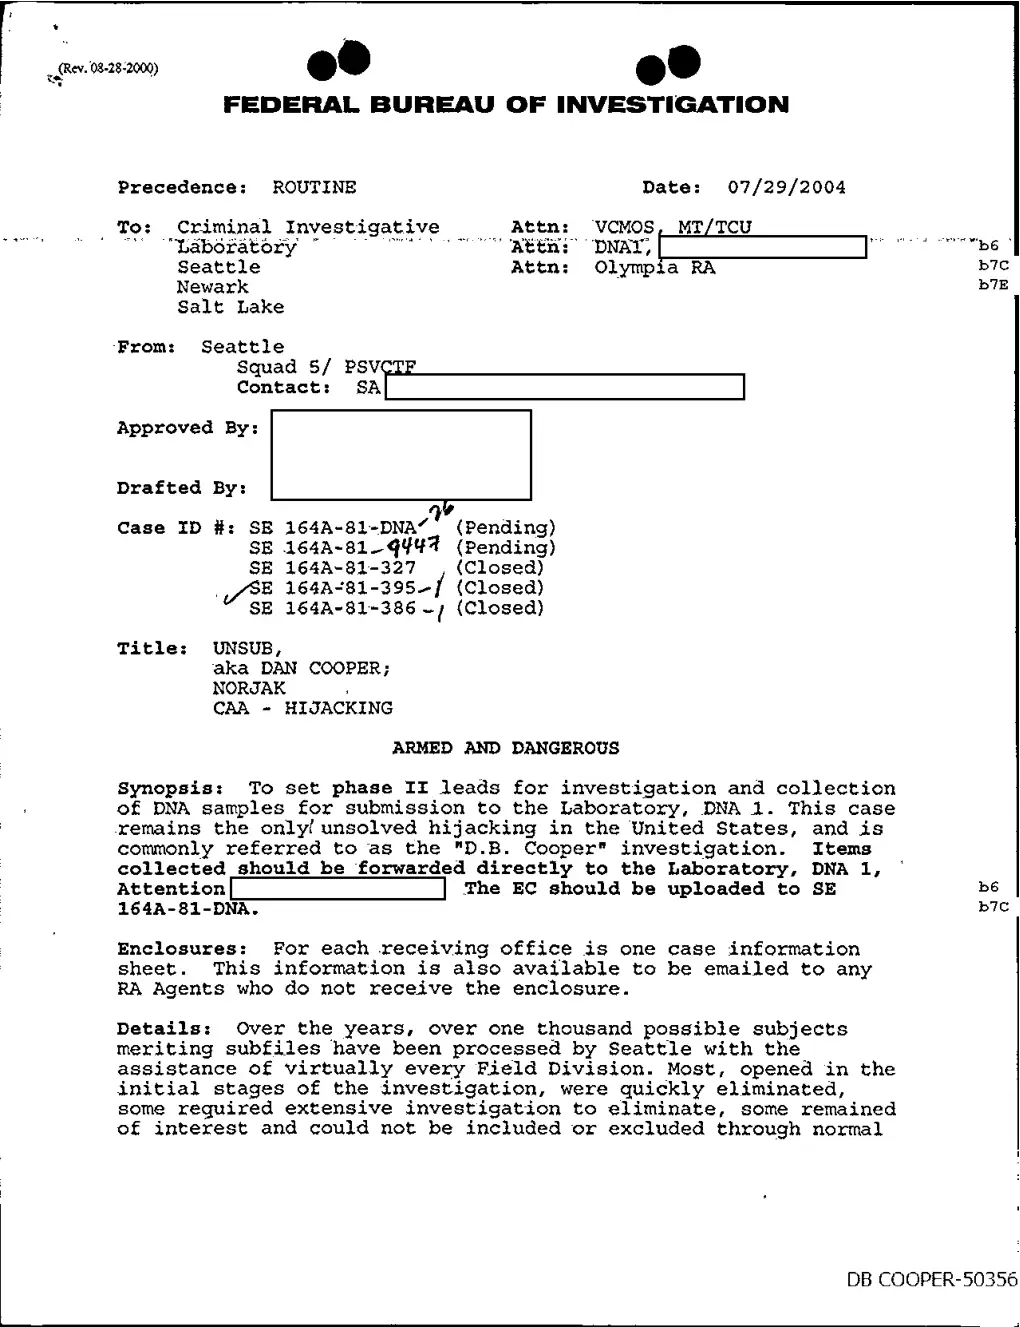 (Rev. 08-28-2000)
FEDERAL BUREAU OF INVESTIGATION
Precedence: ROUTINE Date: 07/29/2004
To: Criminal Investigative Attn: VCMOS, MT/TCU
Laboratory Attn: DNA1, b6
Seattle Attn: Olympia RA b7C
Newark b7E
Salt Lake
From: Seattle
Squad 5/ PSVCTF
Contact: SA
Approved By:
Drafted By:
Case ID #: SE 164A-81-DNA 26 (Pending)
SE 164A-81-9447 (Pending)
SE 164A-81-327 (Closed)
SE 164A-81-395-1 (Closed)
SE 164A-81-386-1 (Closed)
Title: UNSUB,
aka DAN COOPER;
NORJAK
CAA - HIJACKING
ARMED AND DANGEROUS
Synopsis: To set phase II leads for investigation and collection
of DNA samples for submission to the Laboratory, DNA 1. This case
remains the only unsolved hijacking in the United States, and is
commonly referred to as the "D.B. Cooper" investigation. Items
collected should be forwarded directly to the Laboratory, DNA 1,
Attention The EC should be uploaded to SE b6
164A-81-DNA. b7C
Enclosures: For each receiving office is one case information
sheet. This information is also available to be emailed to any
RA Agents who do not receive the enclosure.
Details: Over the years, over one thousand possible subjects
meriting subfiles have been processed by Seattle with the
assistance of virtually every Field Division. Most, opened in the
initial stages of the investigation, were quickly eliminated,
some required extensive investigation to eliminate, some remained
of interest and could not be included or excluded through normal
DB COOPER-50356